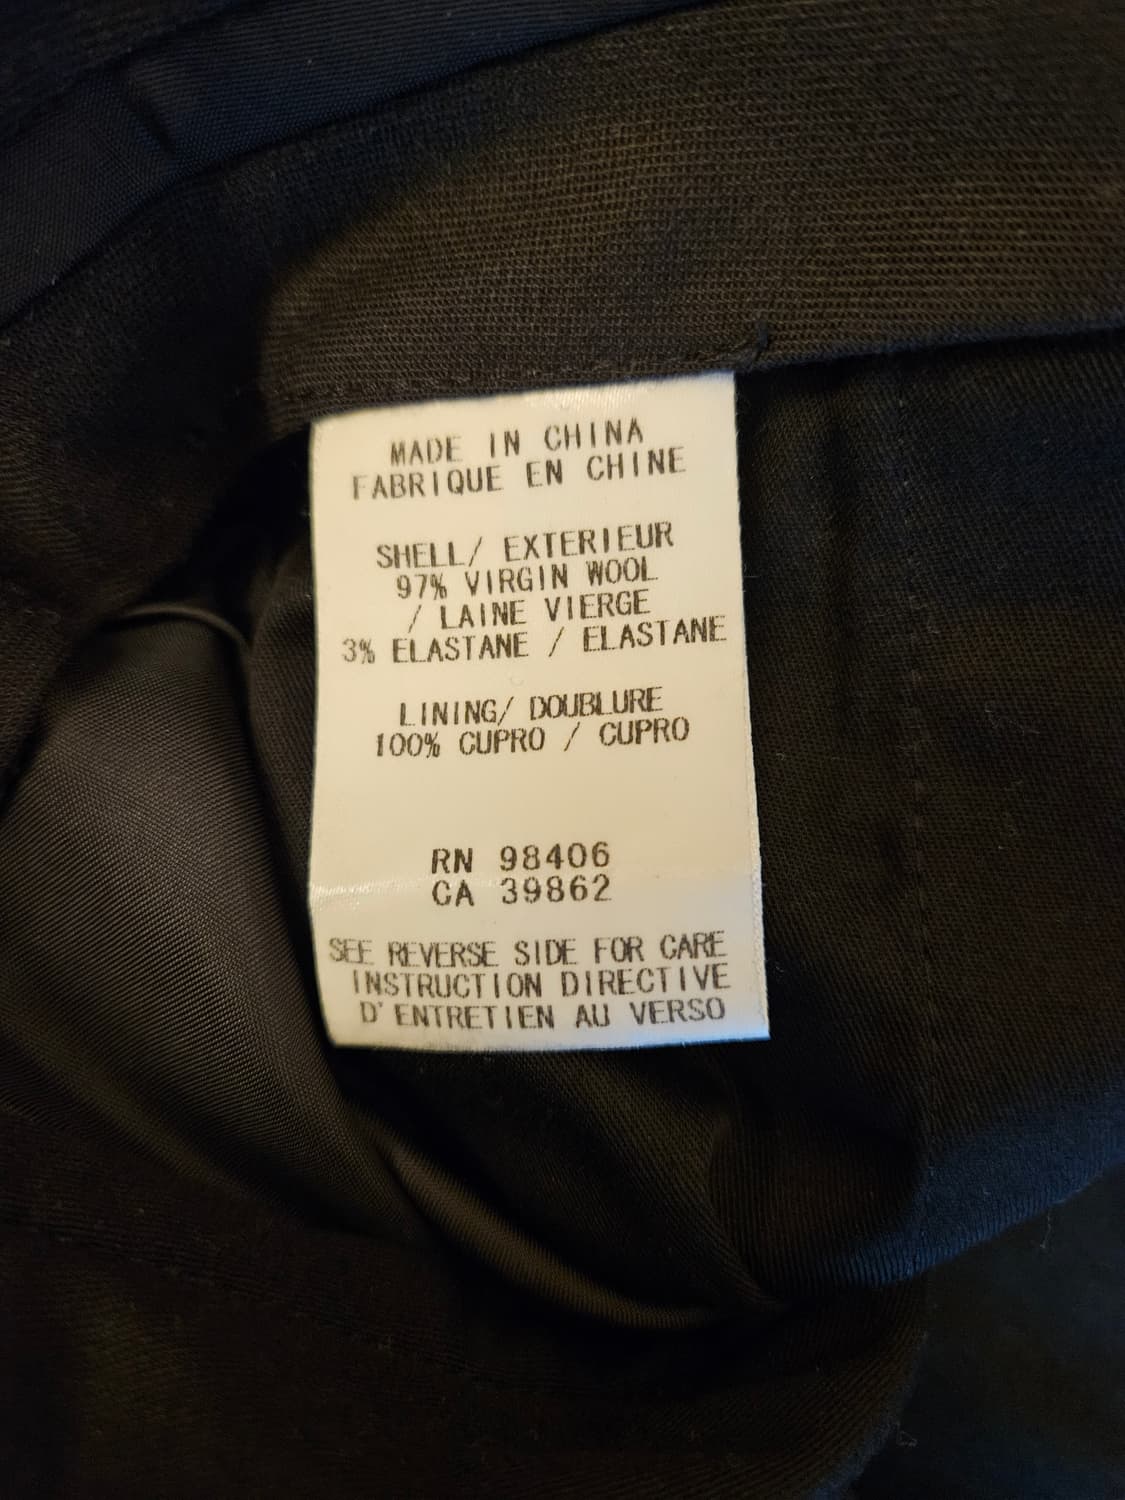 MADE IN CHINA
FABRIQUE EN CHINE
SHELL/ EXTERIEUR
97% VIRGIN WOOL
/ LAINE VIERGE
3% ELASTANE / ELASTANE
LINING/ DOUBLURE
100% CUPRO / CUPRO
RN 98406
CA 39862
SEE REVERSE SIDE FOR CARE
INSTRUCTION DIRECTIVE
D'ENTRETIEN AU VERSO